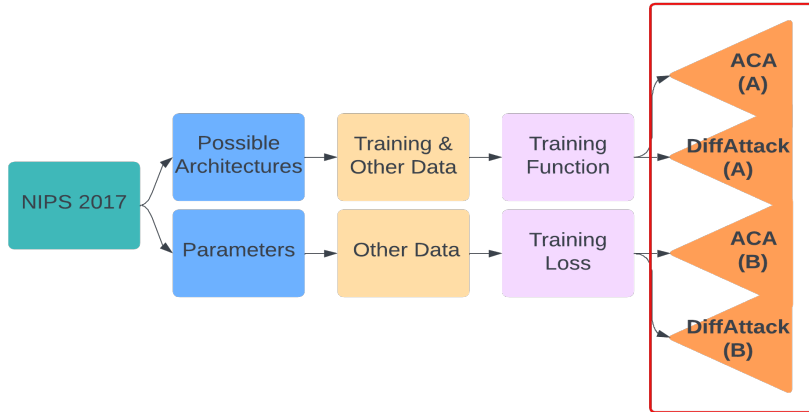 NIPS 2017
Possible
Architectures
Training &
Other Data
Training
Function
ACA
(A)
DiffAttack
(A)
Parameters
Other Data
Training
Loss
ACA
(B)
DiffAttack
(B)